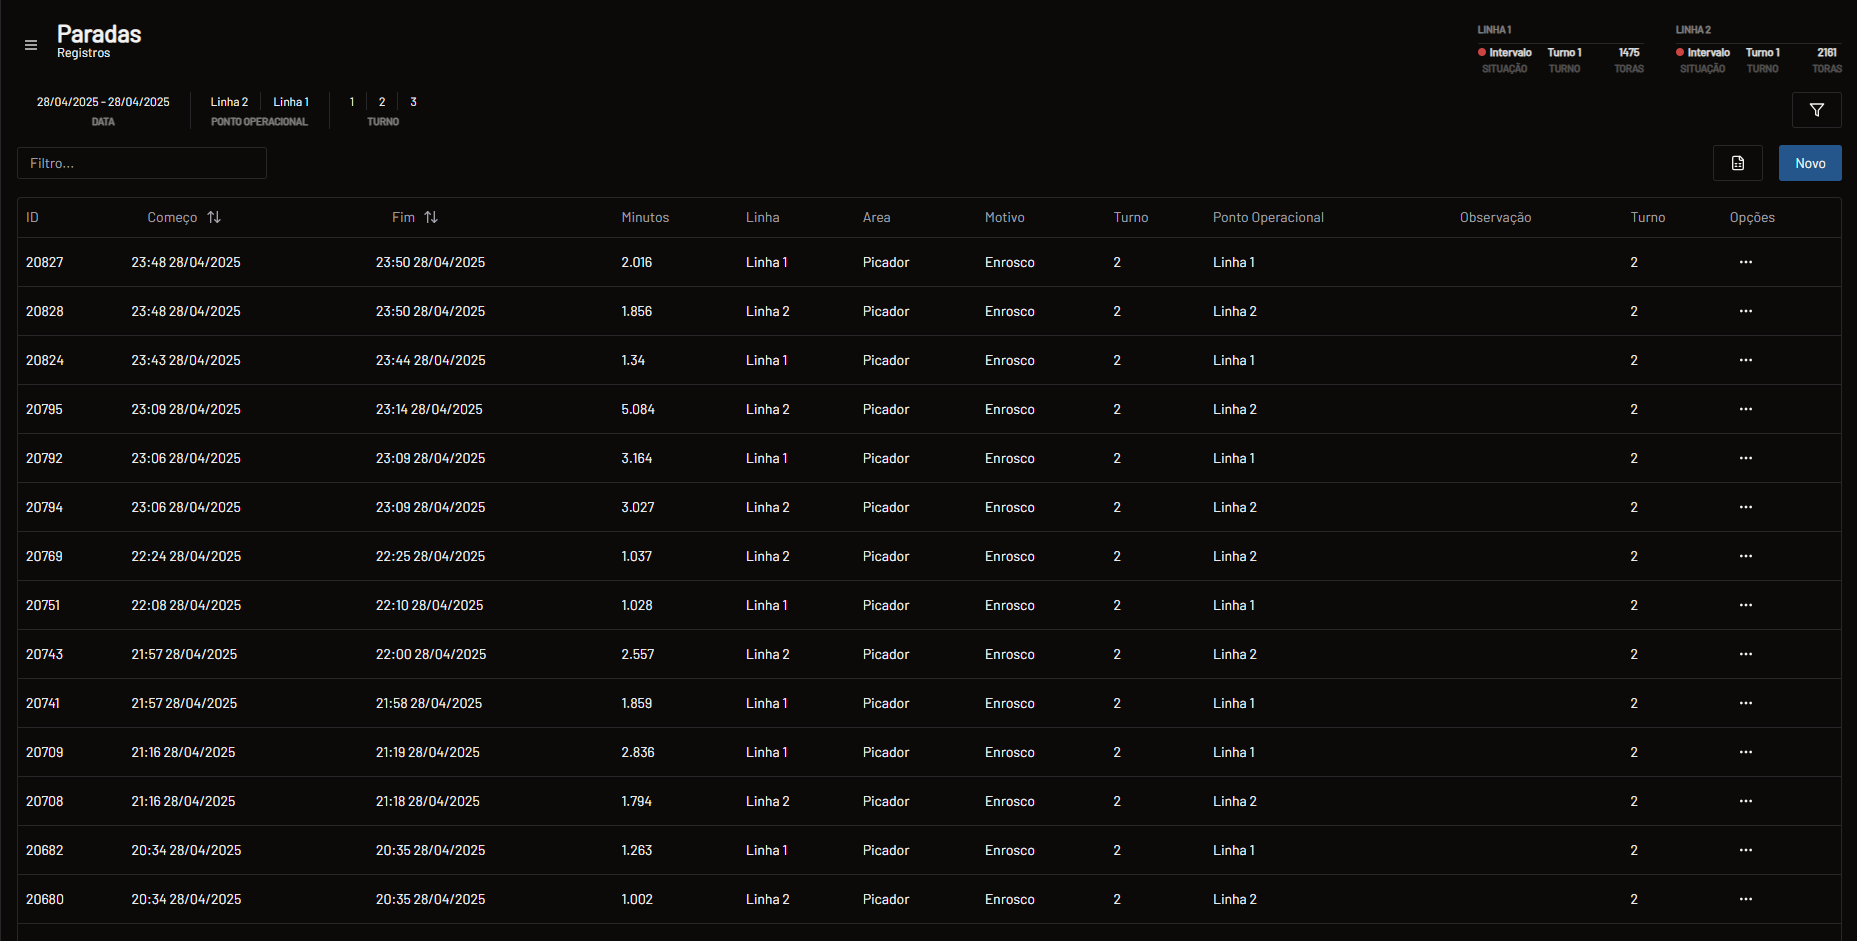 Paradas
Registros
LINHA 1
Intervalo Turno 1 1475
SITUAÇÃO TURNO TORAS
LINHA 2
Intervalo Turno 1 2161
SITUAÇÃO TURNO TORAS
28/04/2025 - 28/04/2025 Linha 2 Linha 1 1 2 3
DATA PONTO OPERACIONAL TURNO
Filtro...
Novo
ID Começo Fim Minutos Linha Area Motivo Turno Ponto Operacional Observação Turno Opções
20827 23:48 28/04/2025 23:50 28/04/2025 2.016 Linha 1 Picador Enrosco 2 Linha 1 2 ...
20828 23:48 28/04/2025 23:50 28/04/2025 1.856 Linha 2 Picador Enrosco 2 Linha 2 2 ...
20824 23:43 28/04/2025 23:44 28/04/2025 1.34 Linha 1 Picador Enrosco 2 Linha 1 2 ...
20795 23:09 28/04/2025 23:14 28/04/2025 5.084 Linha 2 Picador Enrosco 2 Linha 2 2 ...
20792 23:06 28/04/2025 23:09 28/04/2025 3.164 Linha 1 Picador Enrosco 2 Linha 1 2 ...
20794 23:06 28/04/2025 23:09 28/04/2025 3.027 Linha 2 Picador Enrosco 2 Linha 2 2 ...
20769 22:24 28/04/2025 22:25 28/04/2025 1.037 Linha 2 Picador Enrosco 2 Linha 2 2 ...
20751 22:08 28/04/2025 22:10 28/04/2025 1.028 Linha 1 Picador Enrosco 2 Linha 1 2 ...
20743 21:57 28/04/2025 22:00 28/04/2025 2.557 Linha 2 Picador Enrosco 2 Linha 2 2 ...
20741 21:57 28/04/2025 21:58 28/04/2025 1.859 Linha 1 Picador Enrosco 2 Linha 1 2 ...
20709 21:16 28/04/2025 21:19 28/04/2025 2.836 Linha 1 Picador Enrosco 2 Linha 1 2 ...
20708 21:16 28/04/2025 21:18 28/04/2025 1.794 Linha 2 Picador Enrosco 2 Linha 2 2 ...
20682 20:34 28/04/2025 20:35 28/04/2025 1.263 Linha 1 Picador Enrosco 2 Linha 1 2 ...
20680 20:34 28/04/2025 20:35 28/04/2025 1.002 Linha 2 Picador Enrosco 2 Linha 2 2 ...